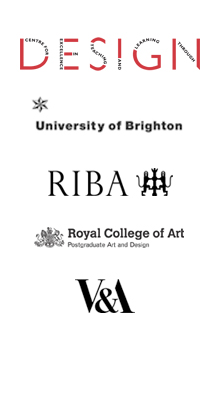 DESIGN
CENTRE FOR EXCELLENCE IN TEACHING AND LEARNING THROUGH
University of Brighton
RIBA
Royal College of Art
Postgraduate Art and Design
V&A